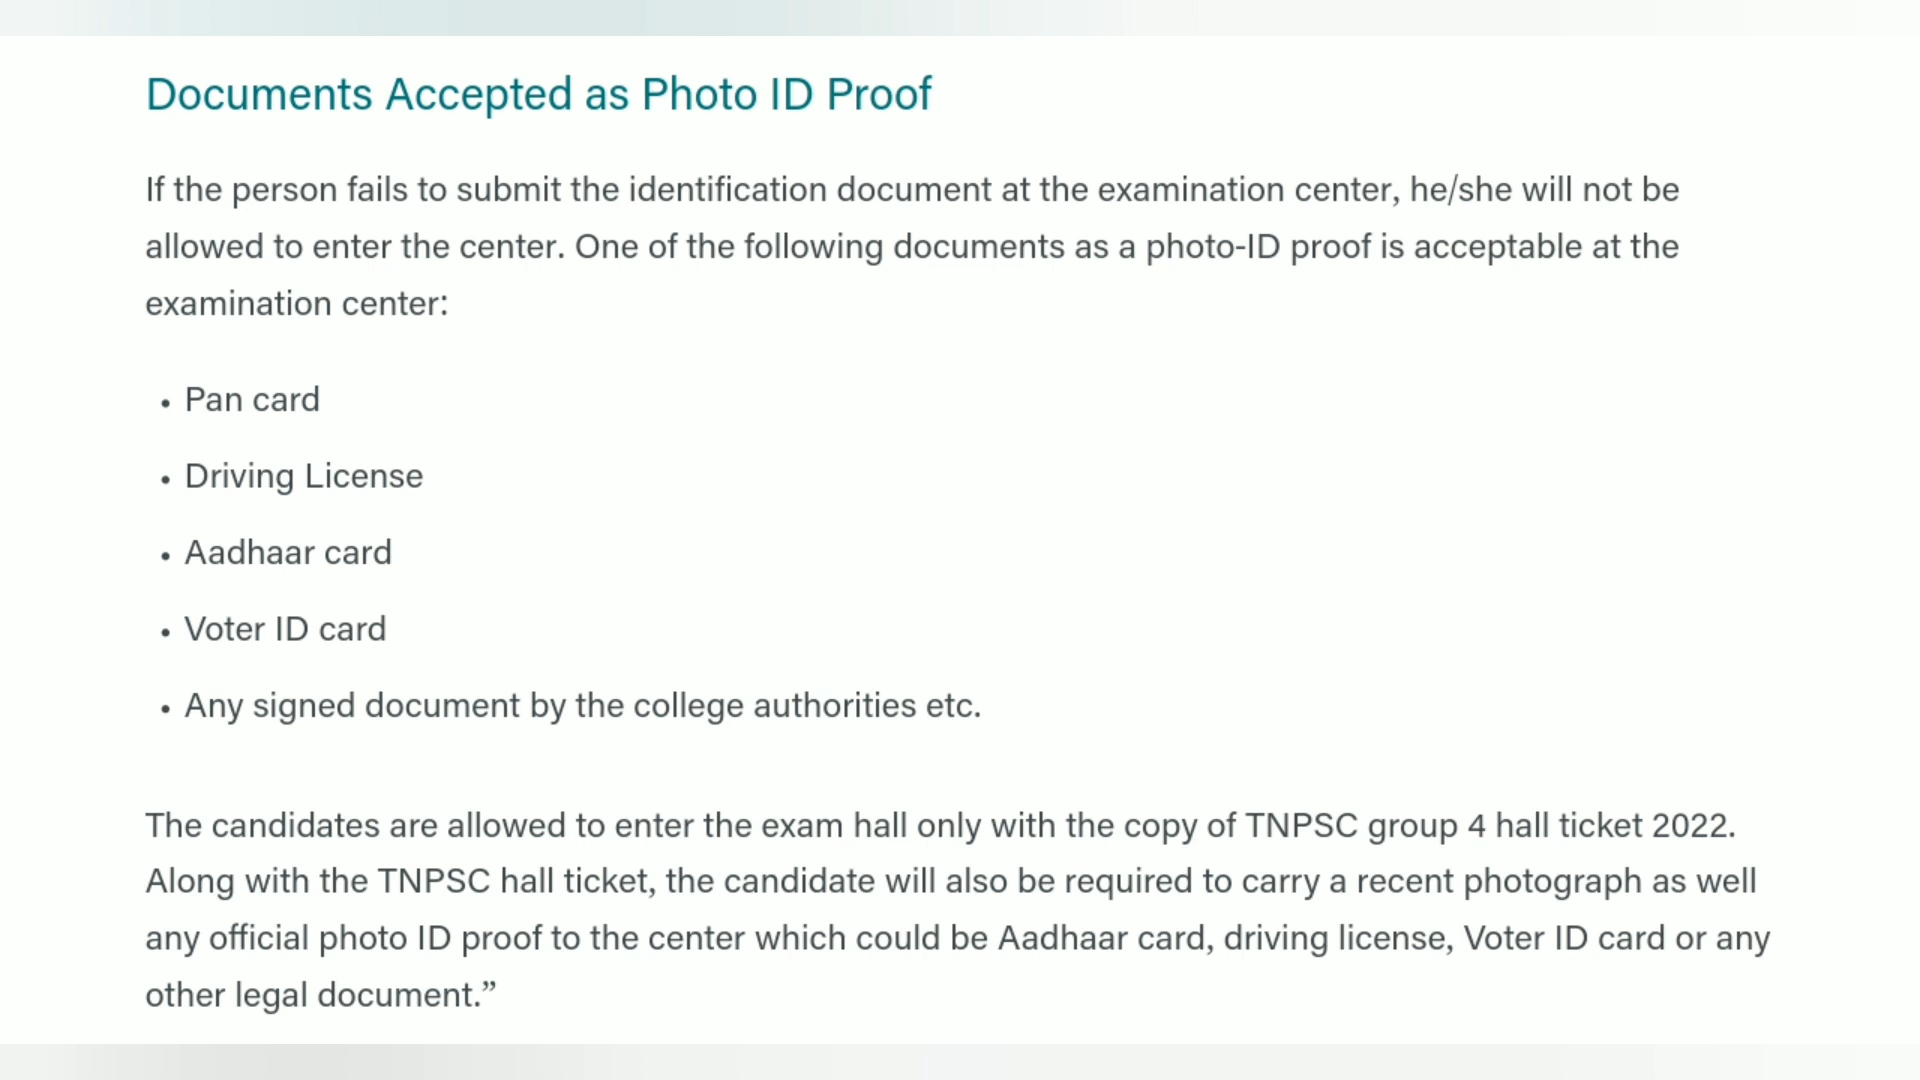 Documents Accepted as Photo ID Proof
If the person fails to submit the identification document at the examination center, he/she will not be
allowed to enter the center. One of the following documents as a photo-ID proof is acceptable at the
examination center:
• Pan card
• Driving License
• Aadhaar card
• Voter ID card
• Any signed document by the college authorities etc.
The candidates are allowed to enter the exam hall only with the copy of TNPSC group 4 hall ticket 2022.
Along with the TNPSC hall ticket, the candidate will also be required to carry a recent photograph as well
any official photo ID proof to the center which could be Aadhaar card, driving license, Voter ID card or any
other legal document.”